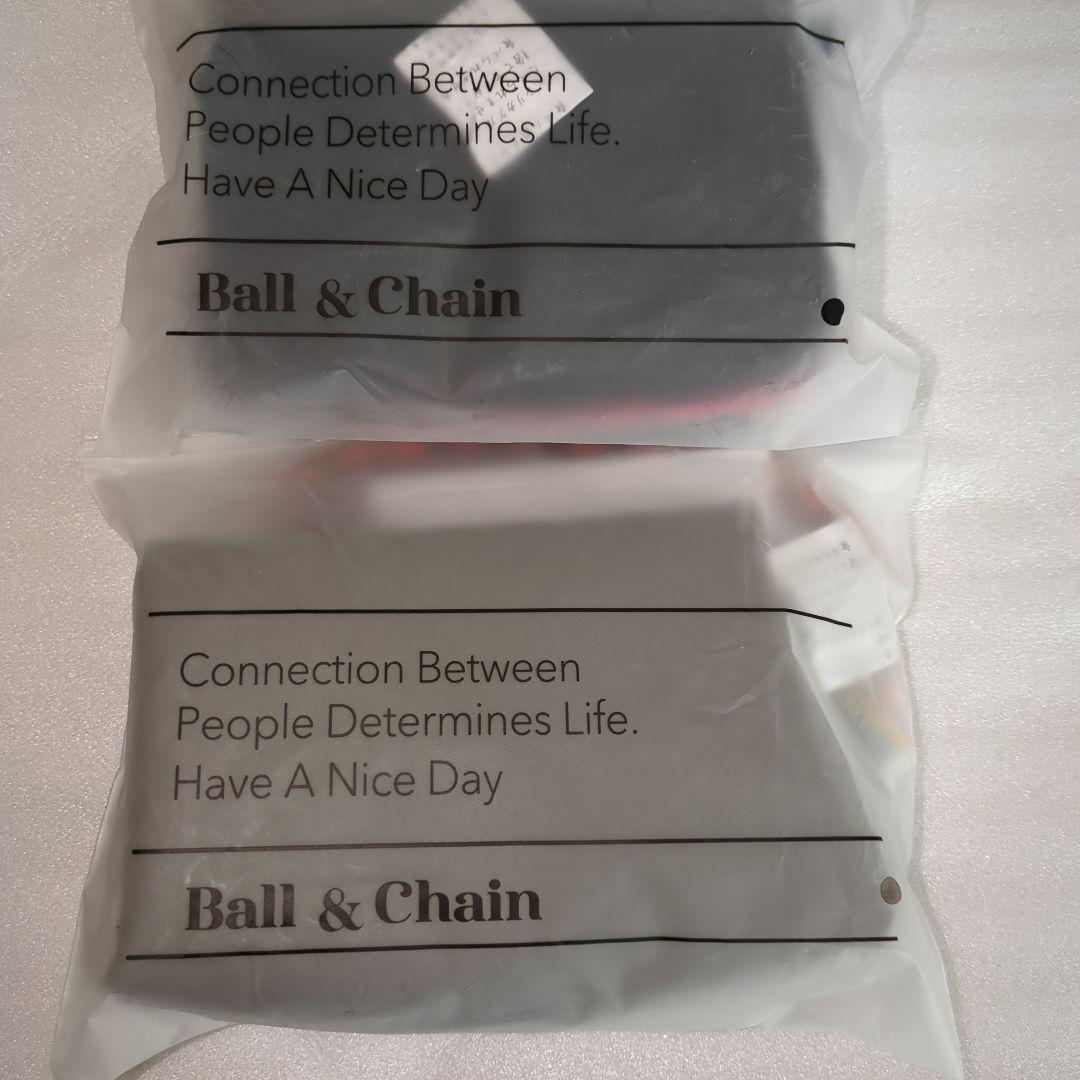 Connection Between
People Determines Life.
Have A Nice Day
Ball & Chain
Connection Between
People Determines Life.
Have A Nice Day
Ball & Chain